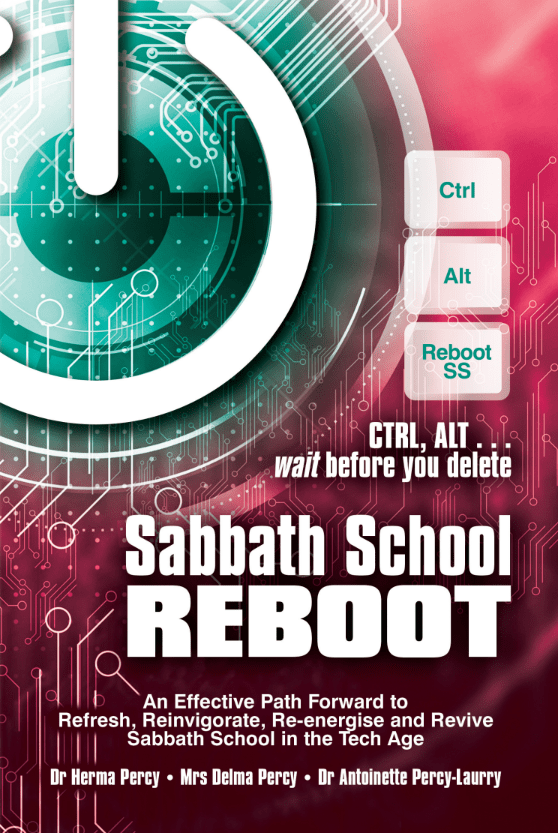 Ctrl
Alt
Reboot
SS
CTRL, ALT . . .
wait before you delete
Sabbath School
REBOOT
An Effective Path Forward to
Refresh, Reinvigorate, Re-energise and Revive
Sabbath School in the Tech Age
Dr Herma Percy • Mrs Delma Percy • Dr Antoinette Percy-Laurry